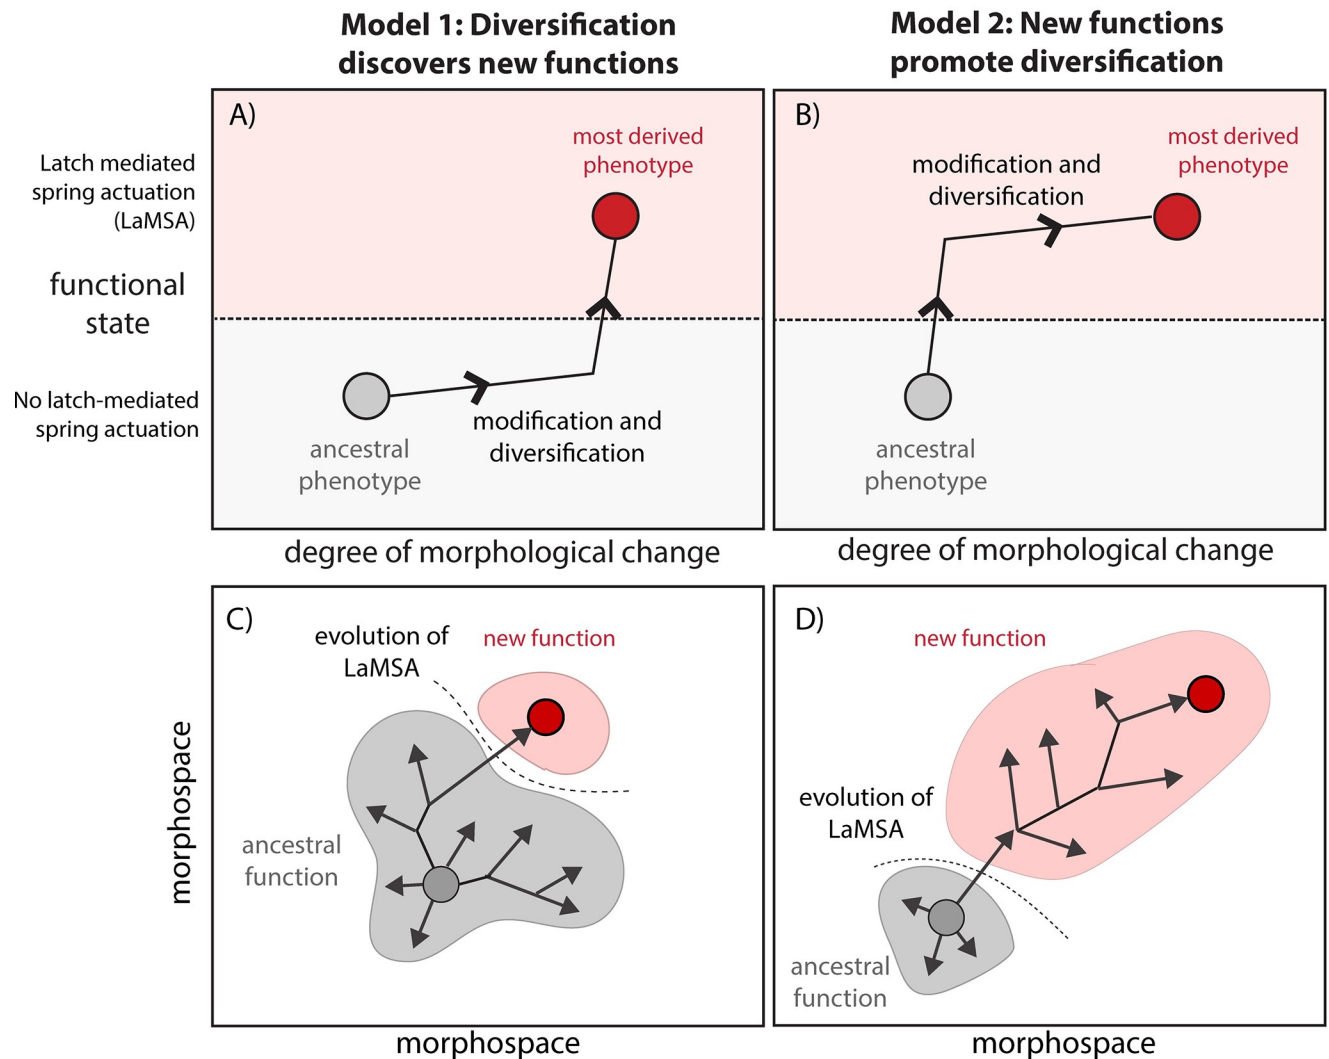 Model 1: Diversification
discovers new functions
Model 2: New functions
promote diversification
Latch mediated
spring actuation
(LaMSA)
functional
state
No latch-mediated
spring actuation
A)
most derived
phenotype
ancestral
phenotype
modification and
diversification
degree of morphological change
B)
modification and
diversification
most derived
phenotype
ancestral
phenotype
degree of morphological change
C)
evolution of
LaMSA
new function
ancestral
function
morphospace
morphospace
D)
new function
evolution of
LaMSA
ancestral
function
morphospace